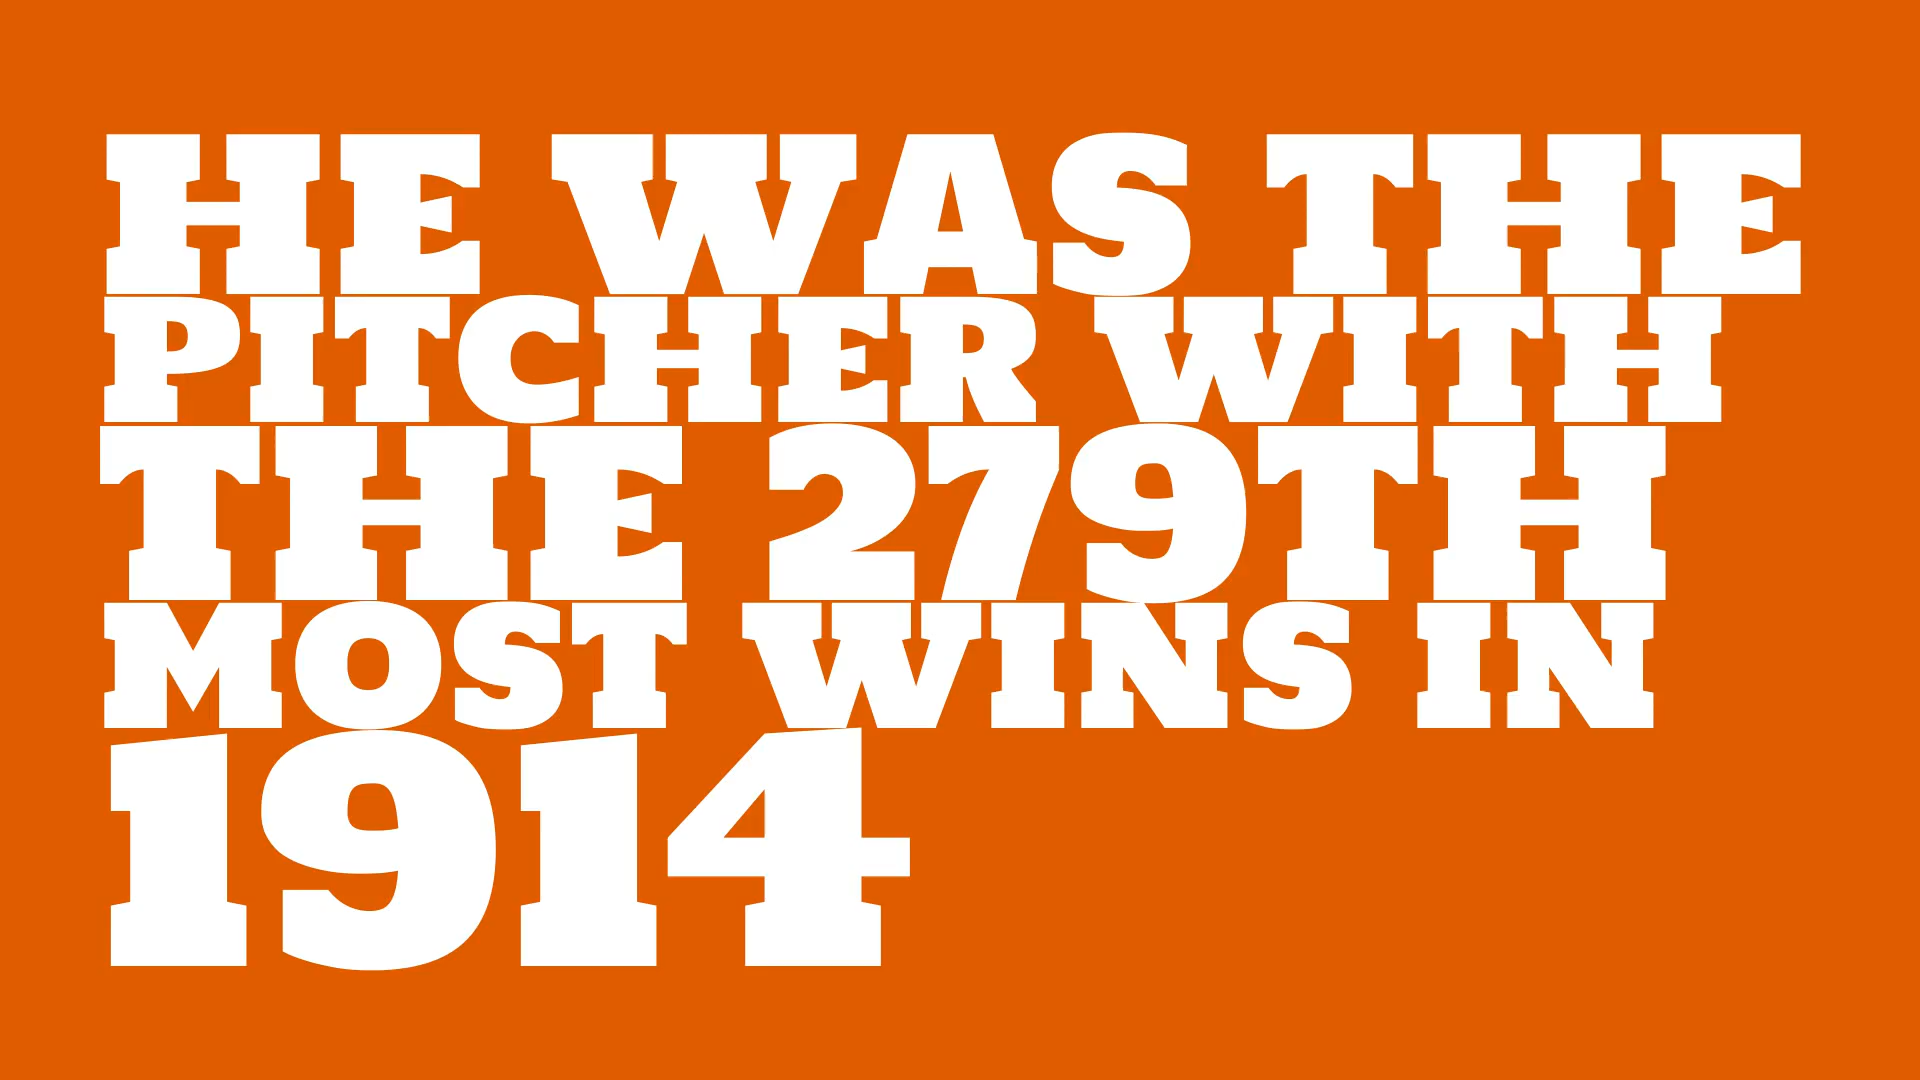 HE WAS THE
PITCHER WITH
THE 279TH
MOST WINS IN
1914